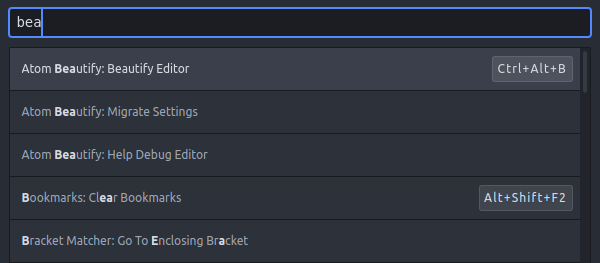 bea
Atom Beautify: Beautify Editor Ctrl+Alt+B
Atom Beautify: Migrate Settings
Atom Beautify: Help Debug Editor
Bookmarks: Clear Bookmarks Alt+Shift+F2
Bracket Matcher: Go To Enclosing Bracket